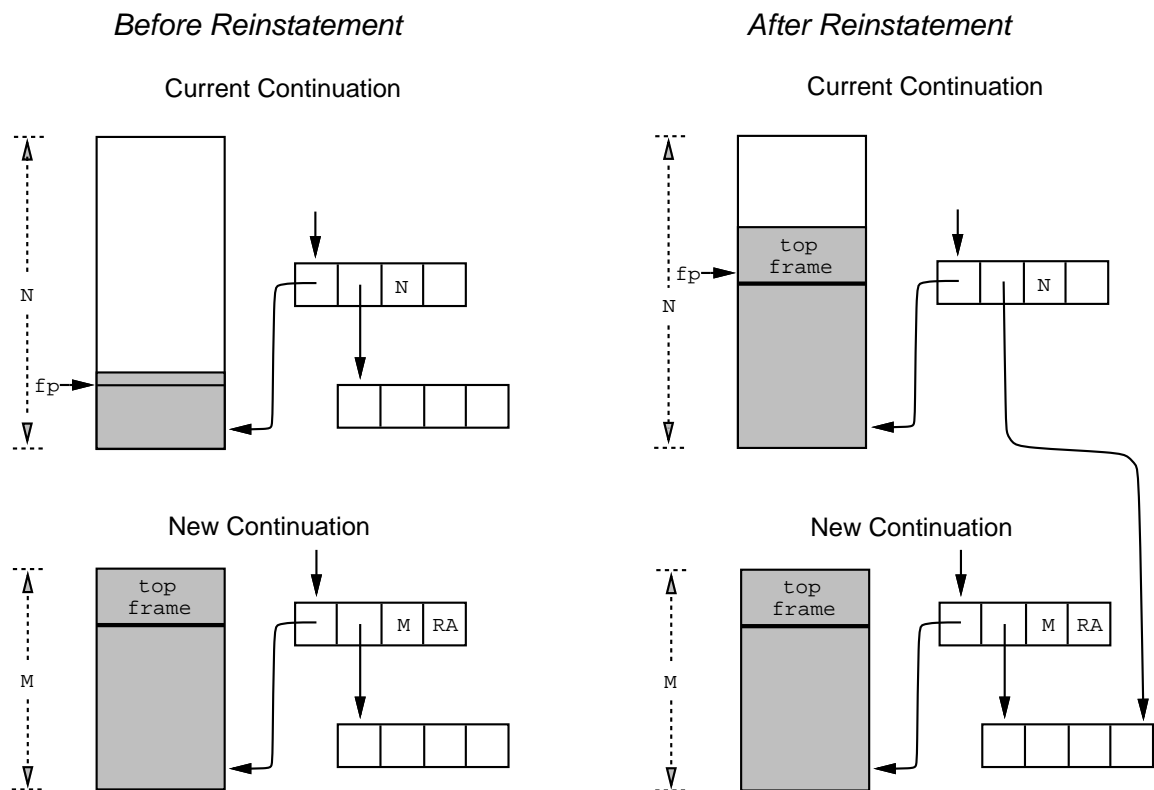 Before Reinstatement
Current Continuation
N
fp
N
New Continuation
top
frame
M
M RA
After Reinstatement
Current Continuation
top
frame
fp
N
N
New Continuation
top
frame
M
M RA